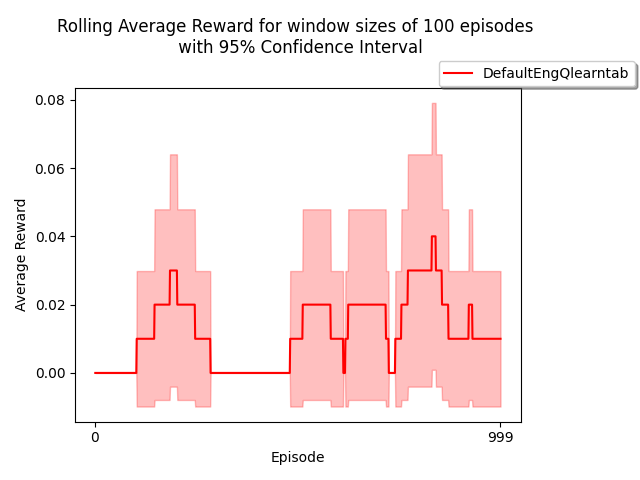 Rolling Average Reward for window sizes of 100 episodes
with 95% Confidence Interval
DefaultEngQlearntab
0.08
0.06
0.04
0.02
0.00
Average Reward
0
999
Episode